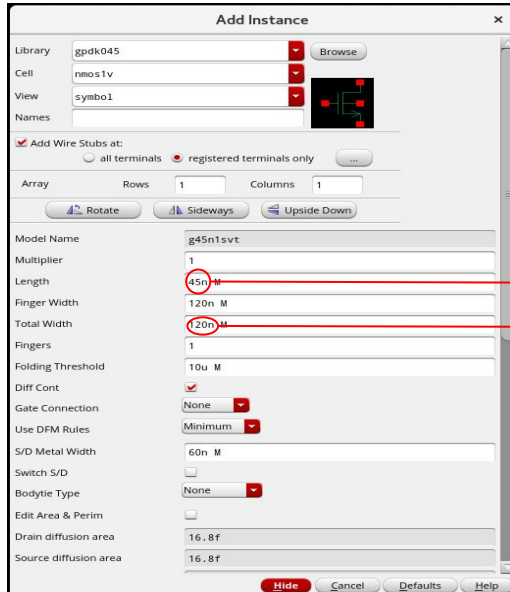 Add Instance ×
Library gpdk045 Browse
Cell nmos1v
View symbol
Names
Add Wire Stubs at:
all terminals registered terminals only ...
Array Rows 1 Columns 1
Rotate Sideways Upside Down
Model Name g45n1svt
Multiplier 1
Length 45n M
Finger Width 120n M
Total Width 120n M
Fingers 1
Folding Threshold 10u M
Diff Cont
Gate Connection None
Use DFM Rules Minimum
S/D Metal Width 60n M
Switch S/D
Bodytie Type None
Edit Area & Perim
Drain diffusion area 16.8f
Source diffusion area 16.8f
Hide Cancel Defaults Help